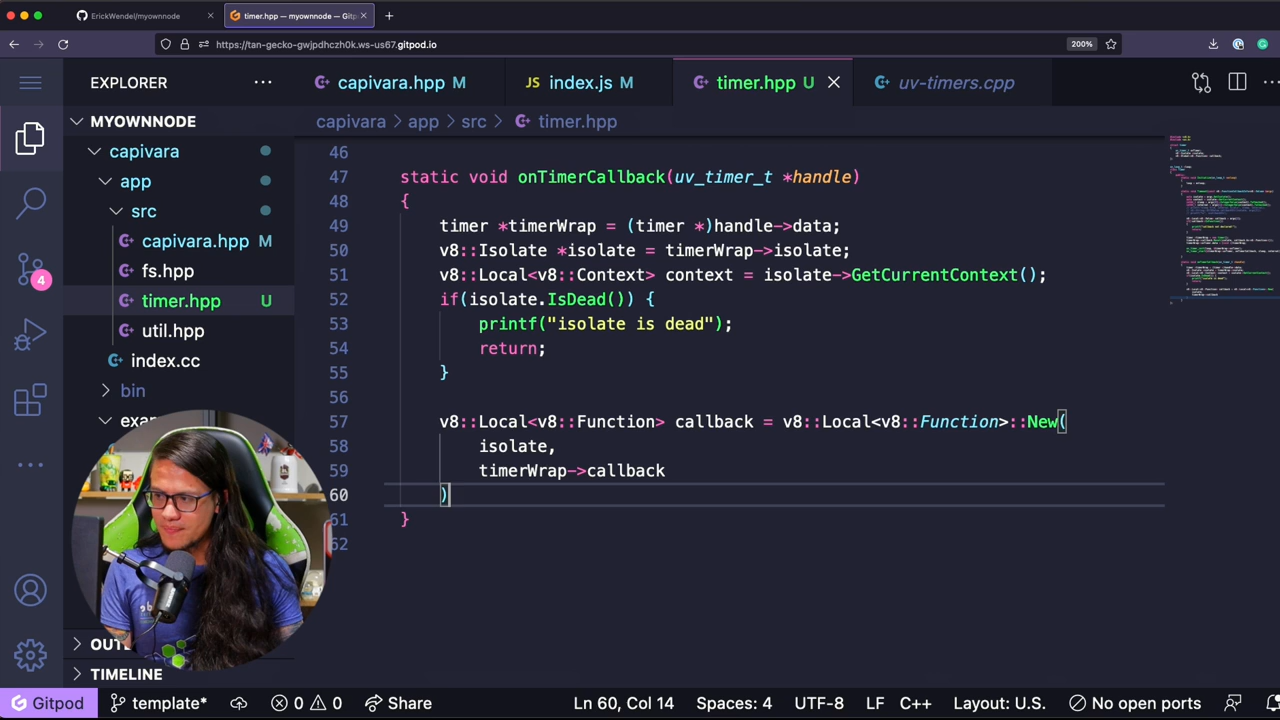 ErickWendel/myownnode
timer.hpp — myownnode — Gitp
https://tan-gecko-gwjpdhczh0k.ws-us67.gitpod.io
200%
EXPLORER
capivara.hpp M
JS index.js M
timer.hpp U
uv-timers.cpp
MYOWNNODE
capivara > app > src > timer.hpp
capivara
app
src
capivara.hpp M
fs.hpp
4
timer.hpp U
util.hpp
index.cc
bin
OUT
TIMELINE
46
47 static void onTimerCallback(uv_timer_t *handle)
48 {
49 timer *timerWrap = (timer *)handle->data;
50 v8::Isolate *isolate = timerWrap->isolate;
51 v8::Local<v8::Context> context = isolate->GetCurrentContext();
52 if(isolate.IsDead()) {
53 printf("isolate is dead");
54 return;
55 }
56
57 v8::Local<v8::Function> callback = v8::Local<v8::Function>::New(
58 isolate,
59 timerWrap->callback
60 )
61 }
62
Gitpod
template*
0 0
Share
Ln 60, Col 14
Spaces: 4
UTF-8
LF
C++
Layout: U.S.
No open ports